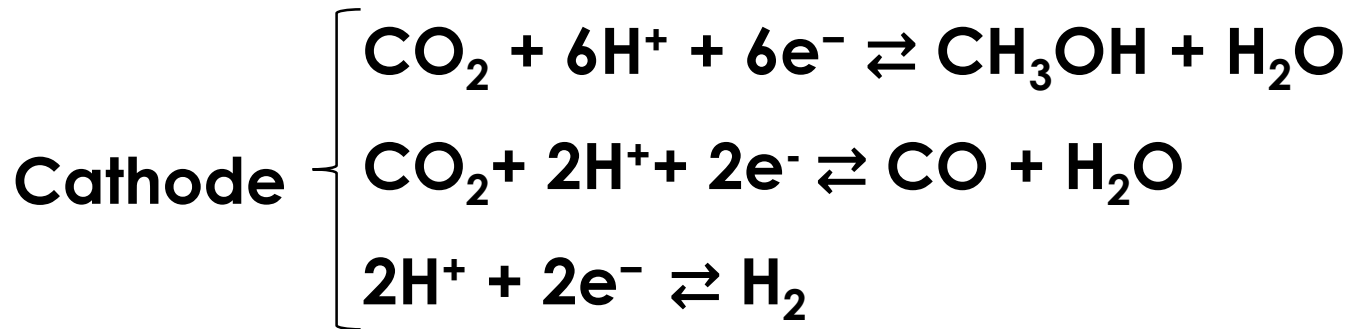 CO₂ + 6H⁺ + 6e⁻ ⇄ CH₃OH + H₂O
Cathode
CO₂+ 2H⁺+ 2e⁻ ⇄ CO + H₂O
2H⁺ + 2e⁻ ⇄ H₂